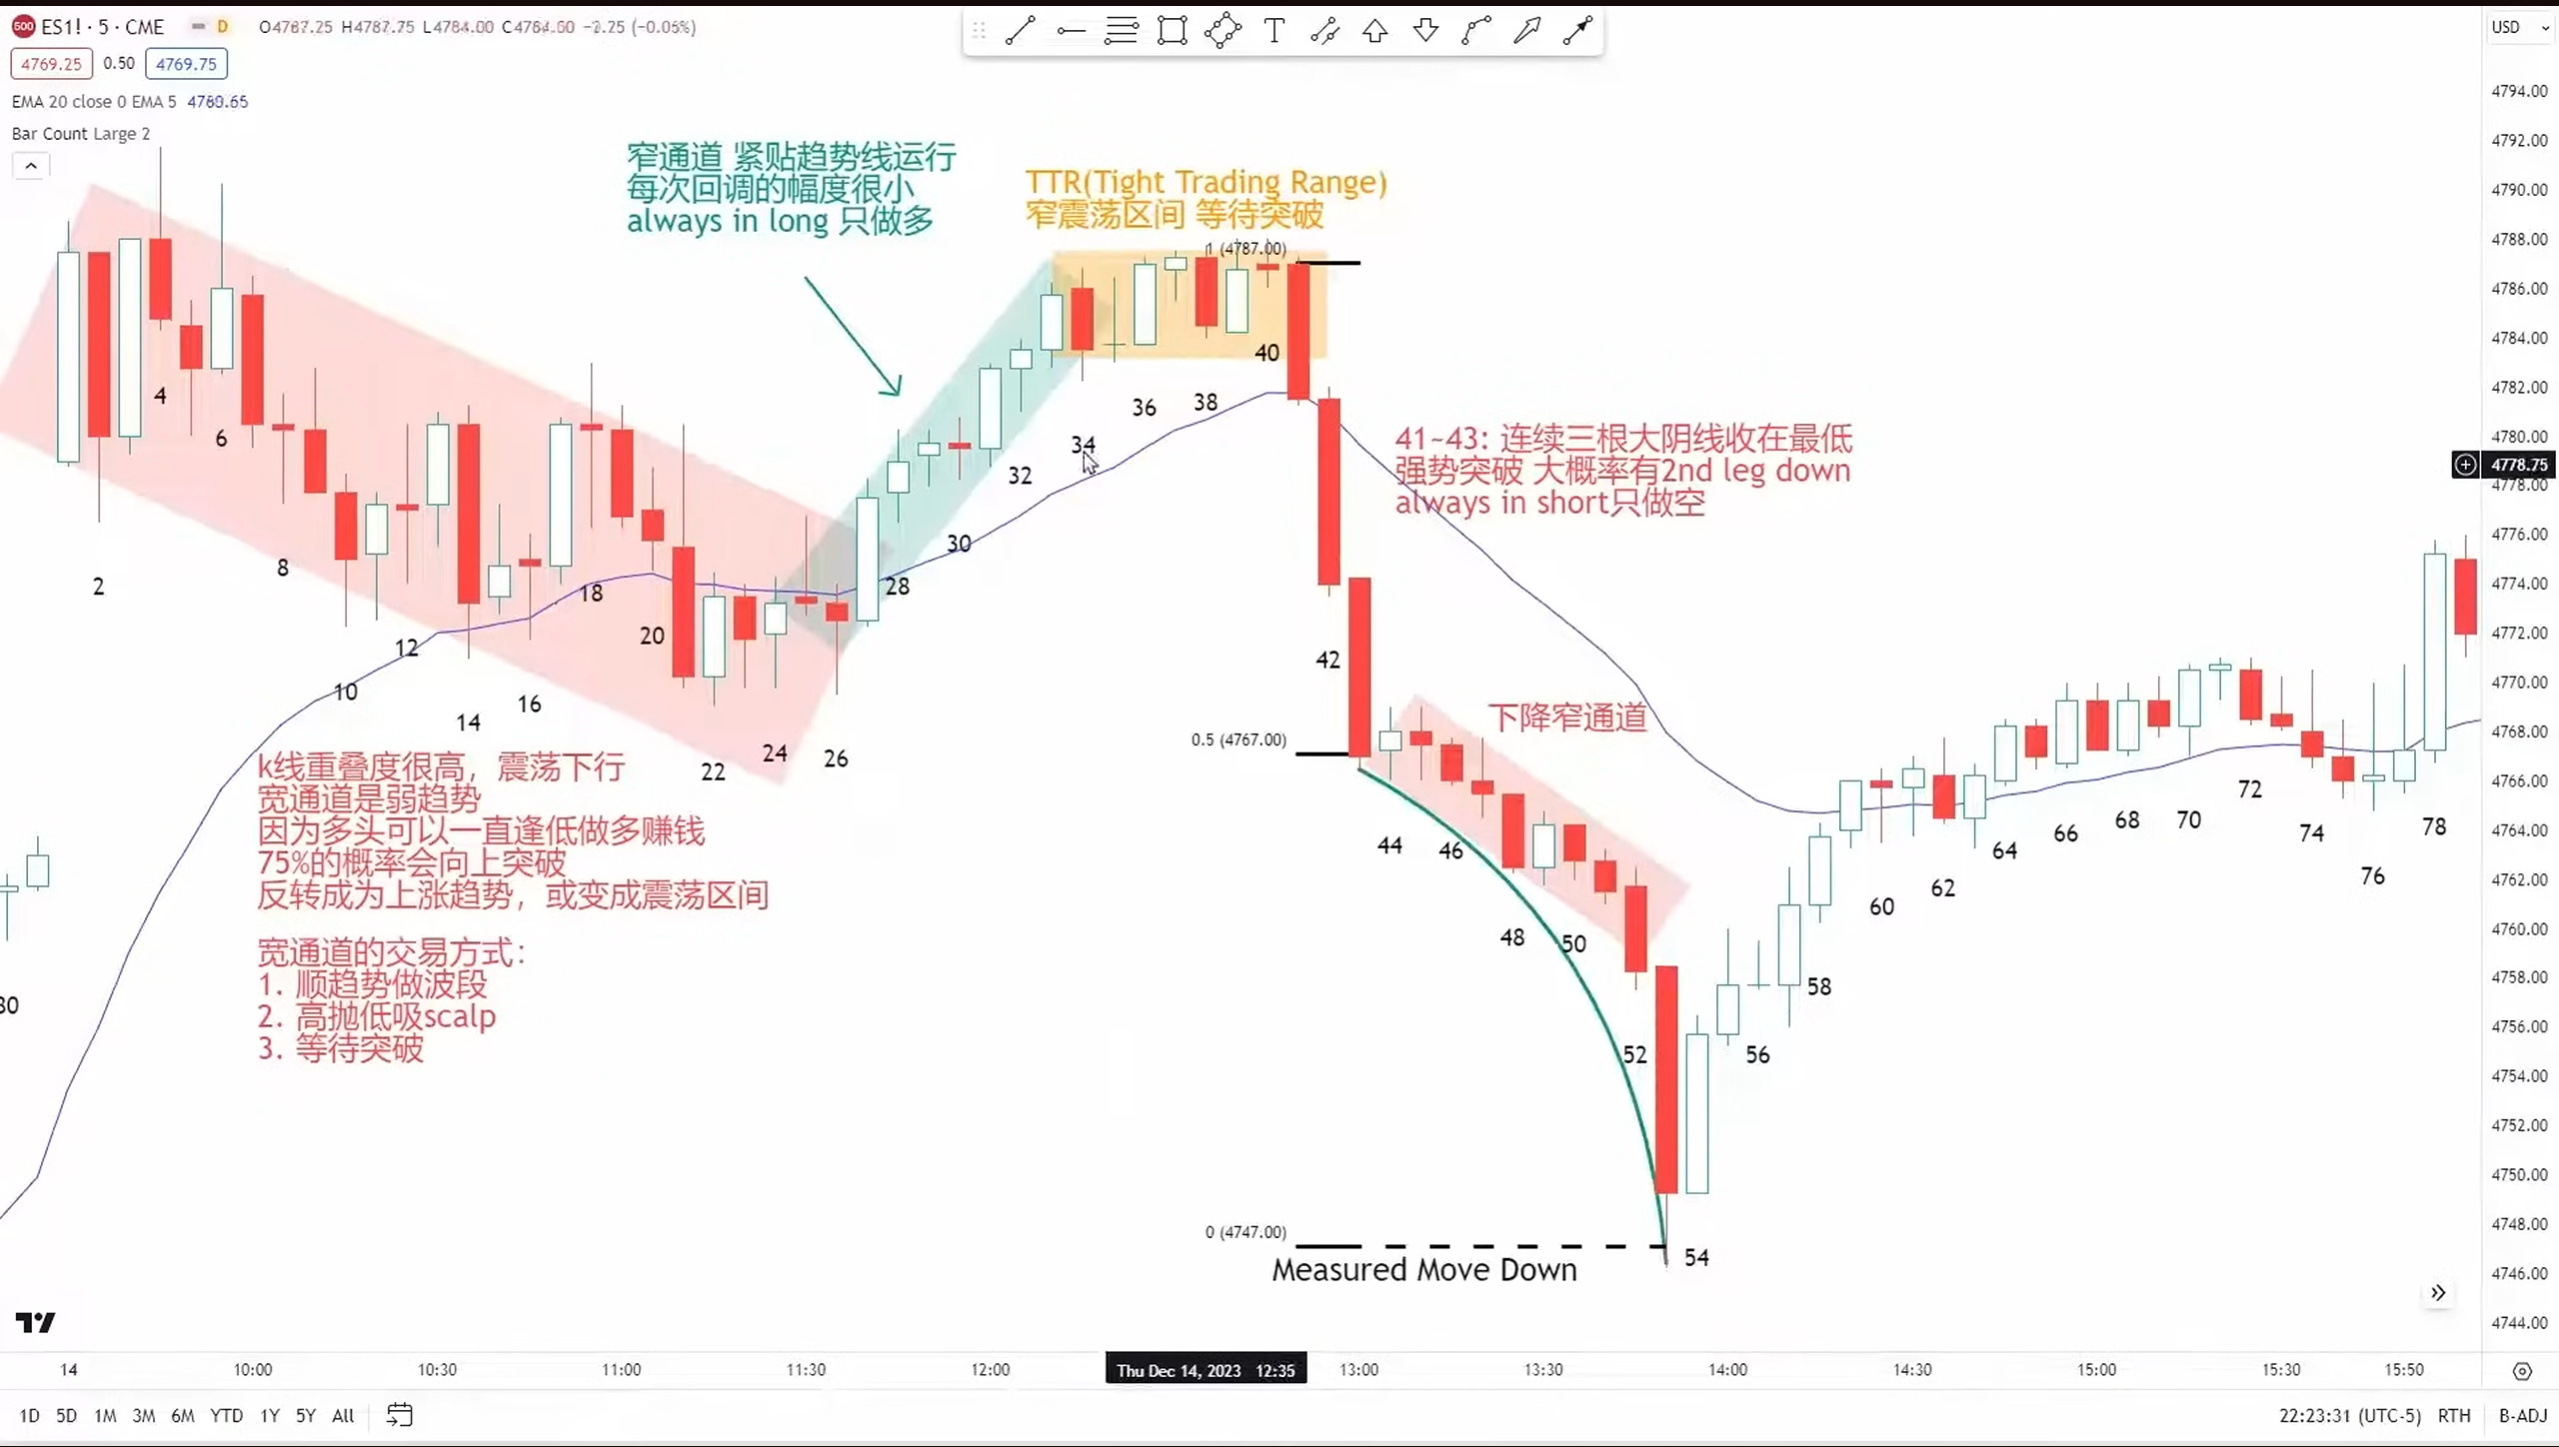 ES1! · 5 · CME D O4787.25 H4787.75 L4784.00 C4784.00 (-0.06%)
4769.25 0.50 4769.75
EMA 20 close 0 EMA 5 4780.65
Bar Count Large 2
USD
窄通道 紧贴趋势线运行
每次回调的幅度很小
always in long 只做多
TTR(Tight Trading Range)
窄震荡区间 等待突破
1 (4787.00)
41~43: 连续三根大阴线收在最低
强势突破 大概率有2nd leg down
always in short只做空
0.5 (4767.00)
下降窄通道
k线重叠度很高，震荡下行
宽通道是弱趋势
因为多头可以一直逢低做多赚钱
75%的概率会向上突破
反转成为上涨趋势，或变成震荡区间
宽通道的交易方式：
1. 顺趋势做波段
2. 高抛低吸scalp
3. 等待突破
0 (4747.00)
Measured Move Down
2
4
6
8
10
12
14
16
18
20
22
24
26
28
30
32
34
36
38
40
42
44
46
48
50
52
54
56
58
60
62
64
66
68
70
72
74
76
78
4794.00
4792.00
4790.00
4788.00
4786.00
4784.00
4782.00
4780.00
4778.75
4778.00
4776.00
4774.00
4772.00
4770.00
4768.00
4766.00
4764.00
4762.00
4760.00
4758.00
4756.00
4754.00
4752.00
4750.00
4748.00
4746.00
4744.00
14 10:00 10:30 11:00 11:30 12:00 Thu Dec 14, 2023 12:35 13:00 13:30 14:00 14:30 15:00 15:30 15:50
1D 5D 1M 3M 6M YTD 1Y 5Y All 22:23:31 (UTC-5) RTH B-ADJ